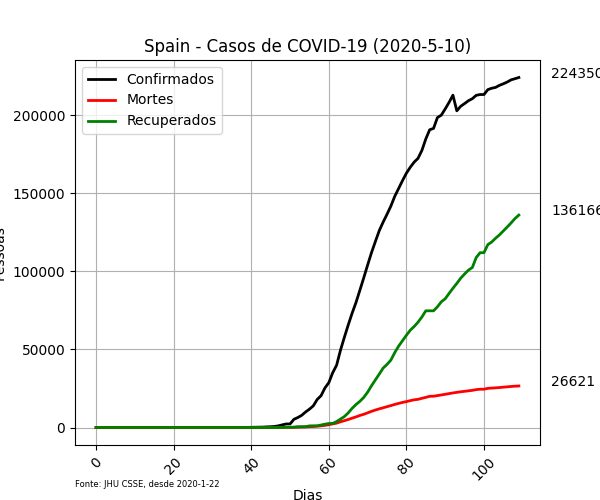 Spain - Casos de COVID-19 (2020-5-10)
Confirmados
Mortes
Recuperados
224350
136166
26621
200000
150000
100000
50000
0
0 20 40 60 80 100
Dias
Fonte: JHU CSSE, desde 2020-1-22